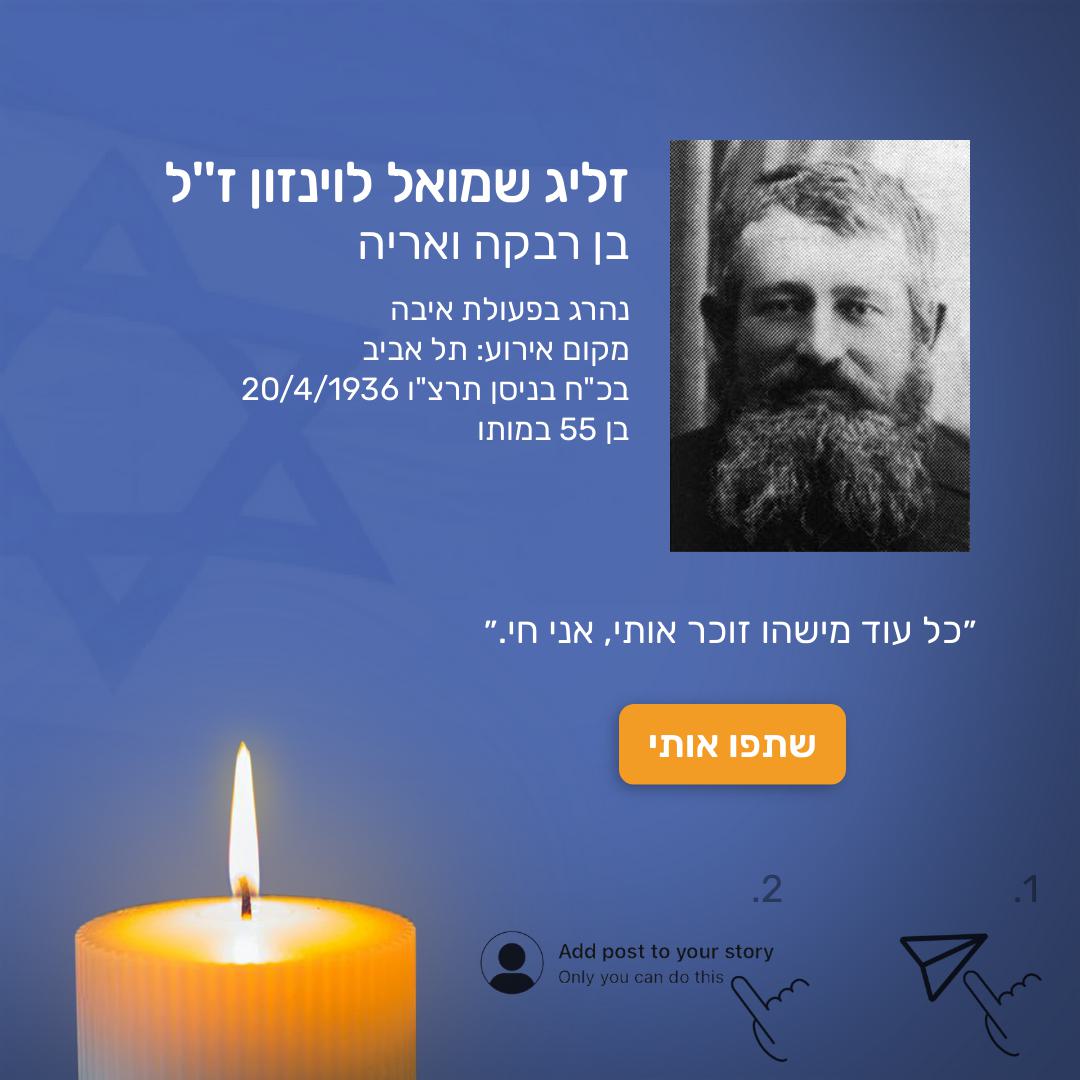 זליג שמואל לוינזון ז"ל
בן רבקה ואריה
נהרג בפעולת איבה
מקום אירוע: תל אביב
בכ"ח בניסן תרצ"ו 20/4/1936
בן 55 במותו
״כל עוד מישהו זוכר אותי, אני חי.״
שתפו אותי
1.
2.
Add post to your story
Only you can do this